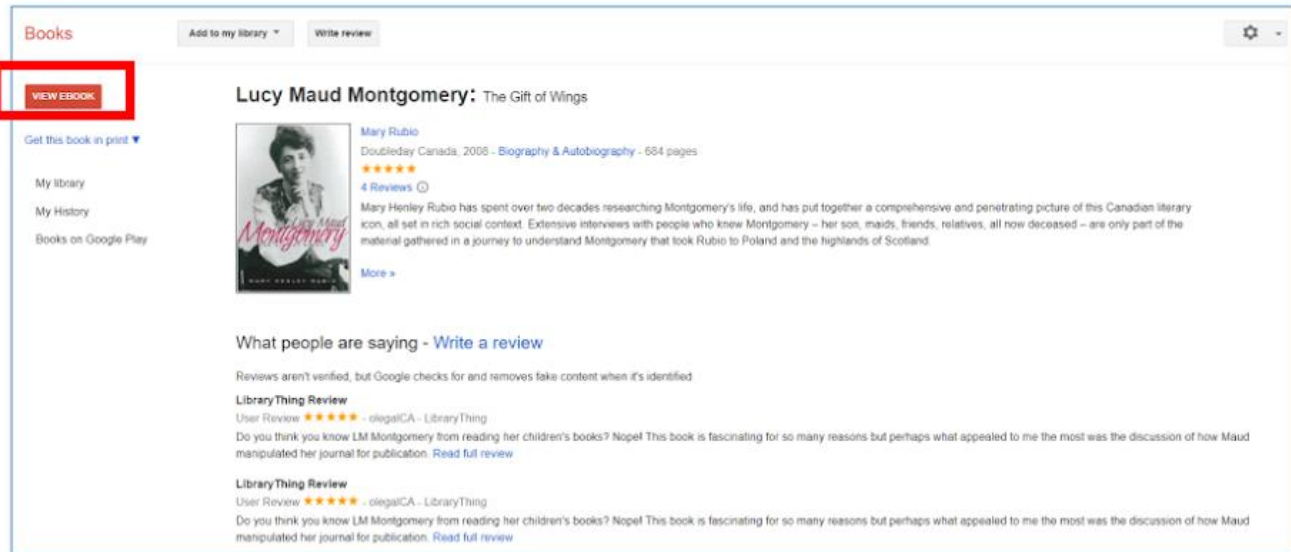 Books
Add to my library
Write review
VIEW EBOOK
Get this book in print ▼
My library
My History
Books on Google Play
Lucy Maud Montgomery: The Gift of Wings
Lucy Maud
Montgomery
MARY HENLEY RUBIO
Mary Rubio
Doubleday Canada, 2008 - Biography & Autobiography - 684 pages
★★★★★
4 Reviews ⓘ
Mary Henley Rubio has spent over two decades researching Montgomery's life, and has put together a comprehensive and penetrating picture of this Canadian literary
icon, all set in rich social context. Extensive interviews with people who knew Montgomery – her son, maids, friends, relatives, all now deceased – are only part of the
material gathered in a journey to understand Montgomery that took Rubio to Poland and the highlands of Scotland.
More »
What people are saying - Write a review
Reviews aren't verified, but Google checks for and removes fake content when it's identified
LibraryThing Review
User Review ★★★★★ - olegalCA - LibraryThing
Do you think you know LM Montgomery from reading her children's books? Nope! This book is fascinating for so many reasons but perhaps what appealed to me the most was the discussion of how Maud
manipulated her journal for publication. Read full review
LibraryThing Review
User Review ★★★★★ - olegalCA - LibraryThing
Do you think you know LM Montgomery from reading her children's books? Nope! This book is fascinating for so many reasons but perhaps what appealed to me the most was the discussion of how Maud
manipulated her journal for publication. Read full review